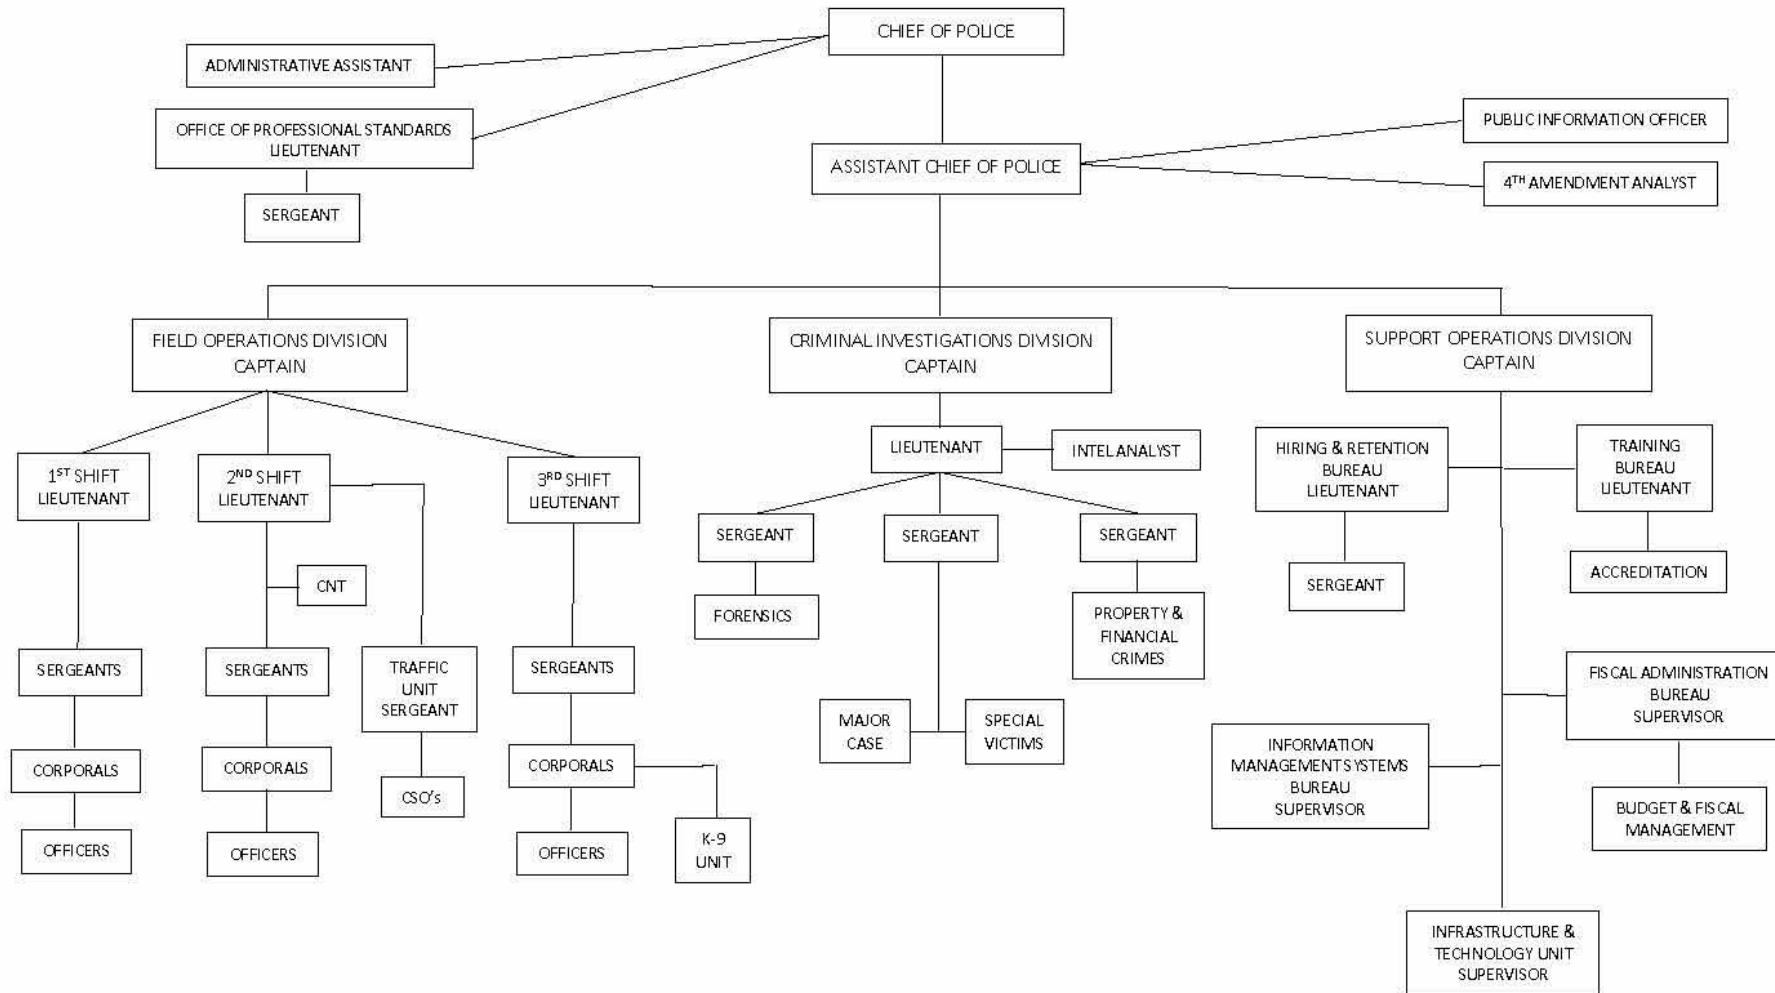 CHIEF OF POLICE
ADMINISTRATIVE ASSISTANT
OFFICE OF PROFESSIONAL STANDARDS
LIEUTENANT
SERGEANT
ASSISTANT CHIEF OF POLICE
PUBLIC INFORMATION OFFICER
4TH AMENDMENT ANALYST
FIELD OPERATIONS DIVISION
CAPTAIN
CRIMINAL INVESTIGATIONS DIVISION
CAPTAIN
SUPPORT OPERATIONS DIVISION
CAPTAIN
1ST SHIFT
LIEUTENANT
2ND SHIFT
LIEUTENANT
3RD SHIFT
LIEUTENANT
CNT
SERGEANTS
SERGEANTS
TRAFFIC
UNIT
SERGEANT
SERGEANTS
CORPORALS
CORPORALS
CSO's
CORPORALS
OFFICERS
OFFICERS
OFFICERS
K-9
UNIT
LIEUTENANT
INTEL ANALYST
SERGEANT
SERGEANT
SERGEANT
FORENSICS
PROPERTY &
FINANCIAL
CRIMES
MAJOR
CASE
SPECIAL
VICTIMS
HIRING & RETENTION
BUREAU
LIEUTENANT
TRAINING
BUREAU
LIEUTENANT
SERGEANT
ACCREDITATION
FISCAL ADMINISTRATION
BUREAU
SUPERVISOR
INFORMATION
MANAGEMENT SYSTEMS
BUREAU
SUPERVISOR
BUDGET & FISCAL
MANAGEMENT
INFRASTRUCTURE &
TECHNOLOGY UNIT
SUPERVISOR